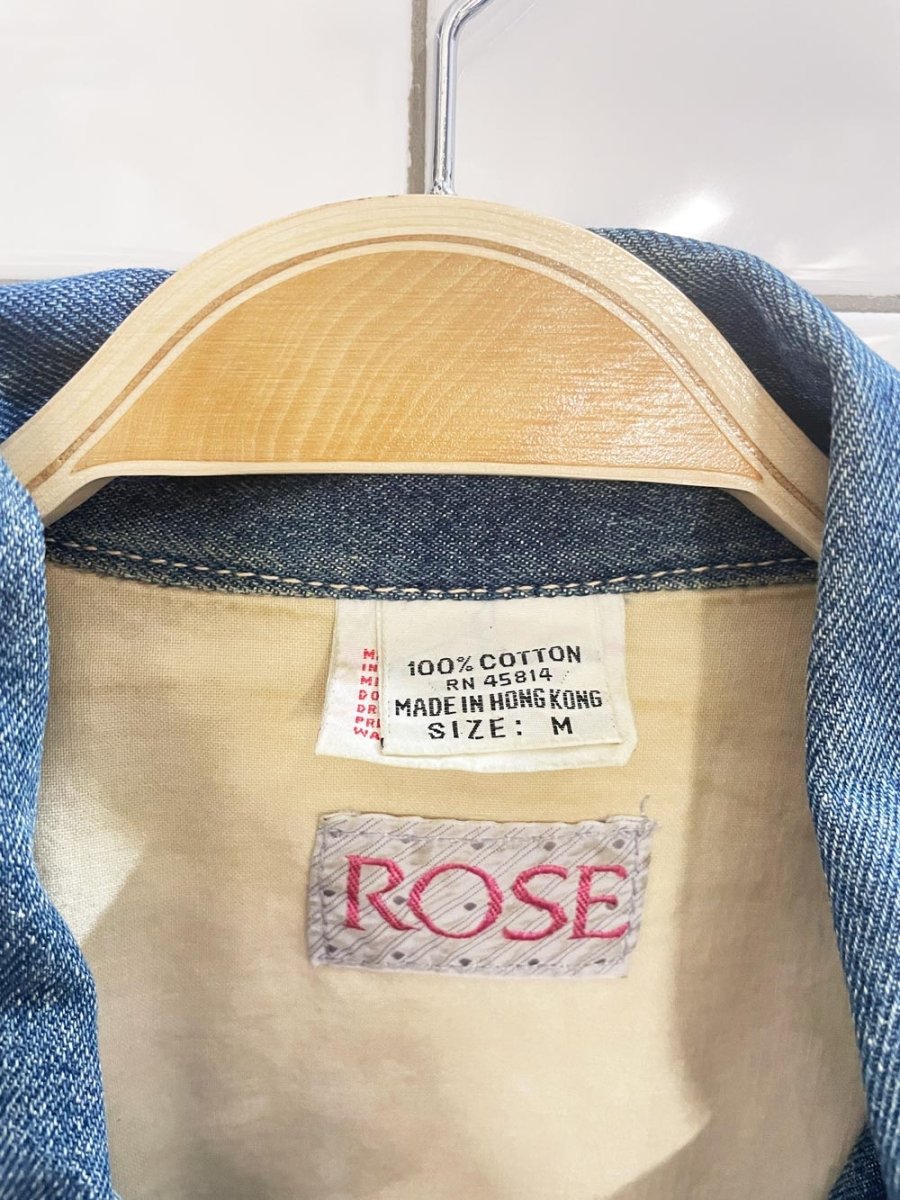 100% COTTON
RN 45814
MADE IN HONG KONG
SIZE: M
ROSE